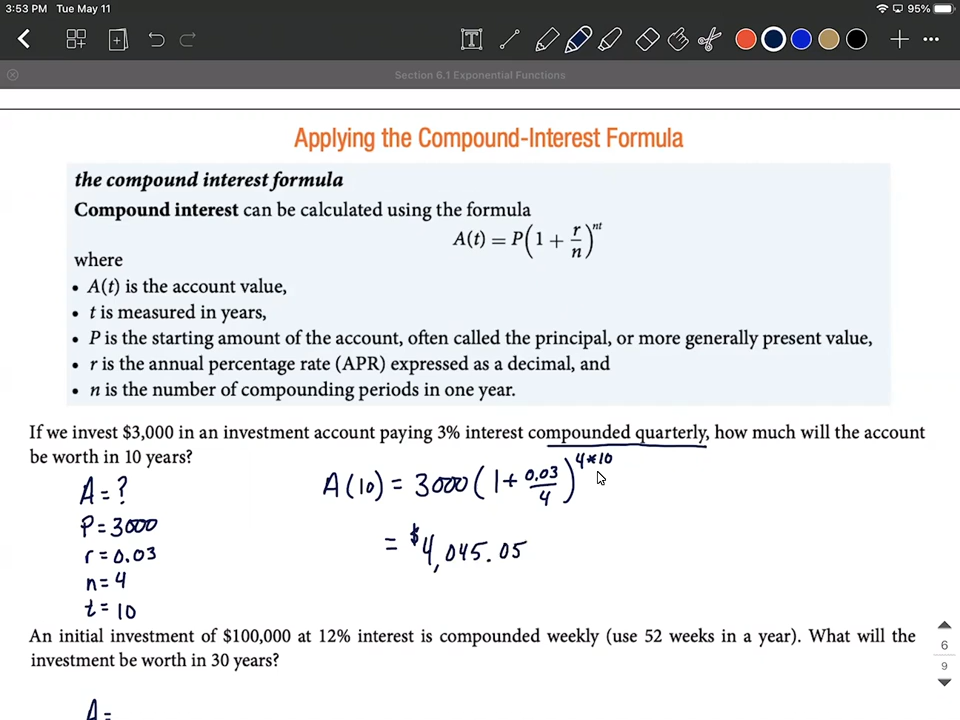 3:53 PM Tue May 11
95%
Section 6.1 Exponential Functions
Applying the Compound-Interest Formula
the compound interest formula
Compound interest can be calculated using the formula
A(t) = P(1 + r/n)^nt
where
• A(t) is the account value,
• t is measured in years,
• P is the starting amount of the account, often called the principal, or more generally present value,
• r is the annual percentage rate (APR) expressed as a decimal, and
• n is the number of compounding periods in one year.
If we invest $3,000 in an investment account paying 3% interest compounded quarterly, how much will the account
be worth in 10 years?
A = ?
P = 3000
r = 0.03
n = 4
t = 10
A(10) = 3000(1 + 0.03/4)^4*10
= $4,045.05
An initial investment of $100,000 at 12% interest is compounded weekly (use 52 weeks in a year). What will the
investment be worth in 30 years?
A =
6
9